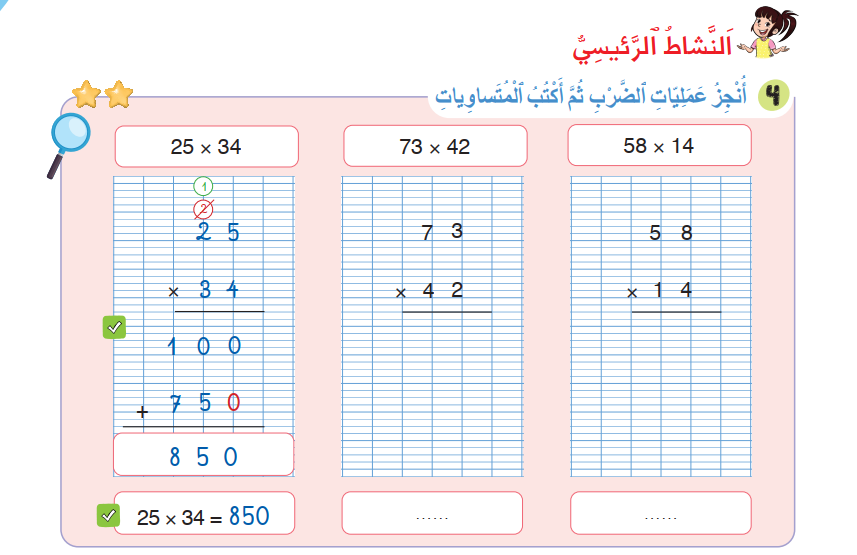 اَلنَّشاطُ ٱلرَّئيسِيُّ
4 أُنْجِزُ عَمَلِيّاتِ ٱلضَّرْبِ ثُمَّ أَكْتُبُ ٱلْمُتَساوِياتِ
25 × 34
73 × 42
58 × 14
1
2
2 5
× 3 4
1 0 0
+ 7 5 0
8 5 0
25 × 34 = 850
7 3
× 4 2
......
5 8
× 1 4
......